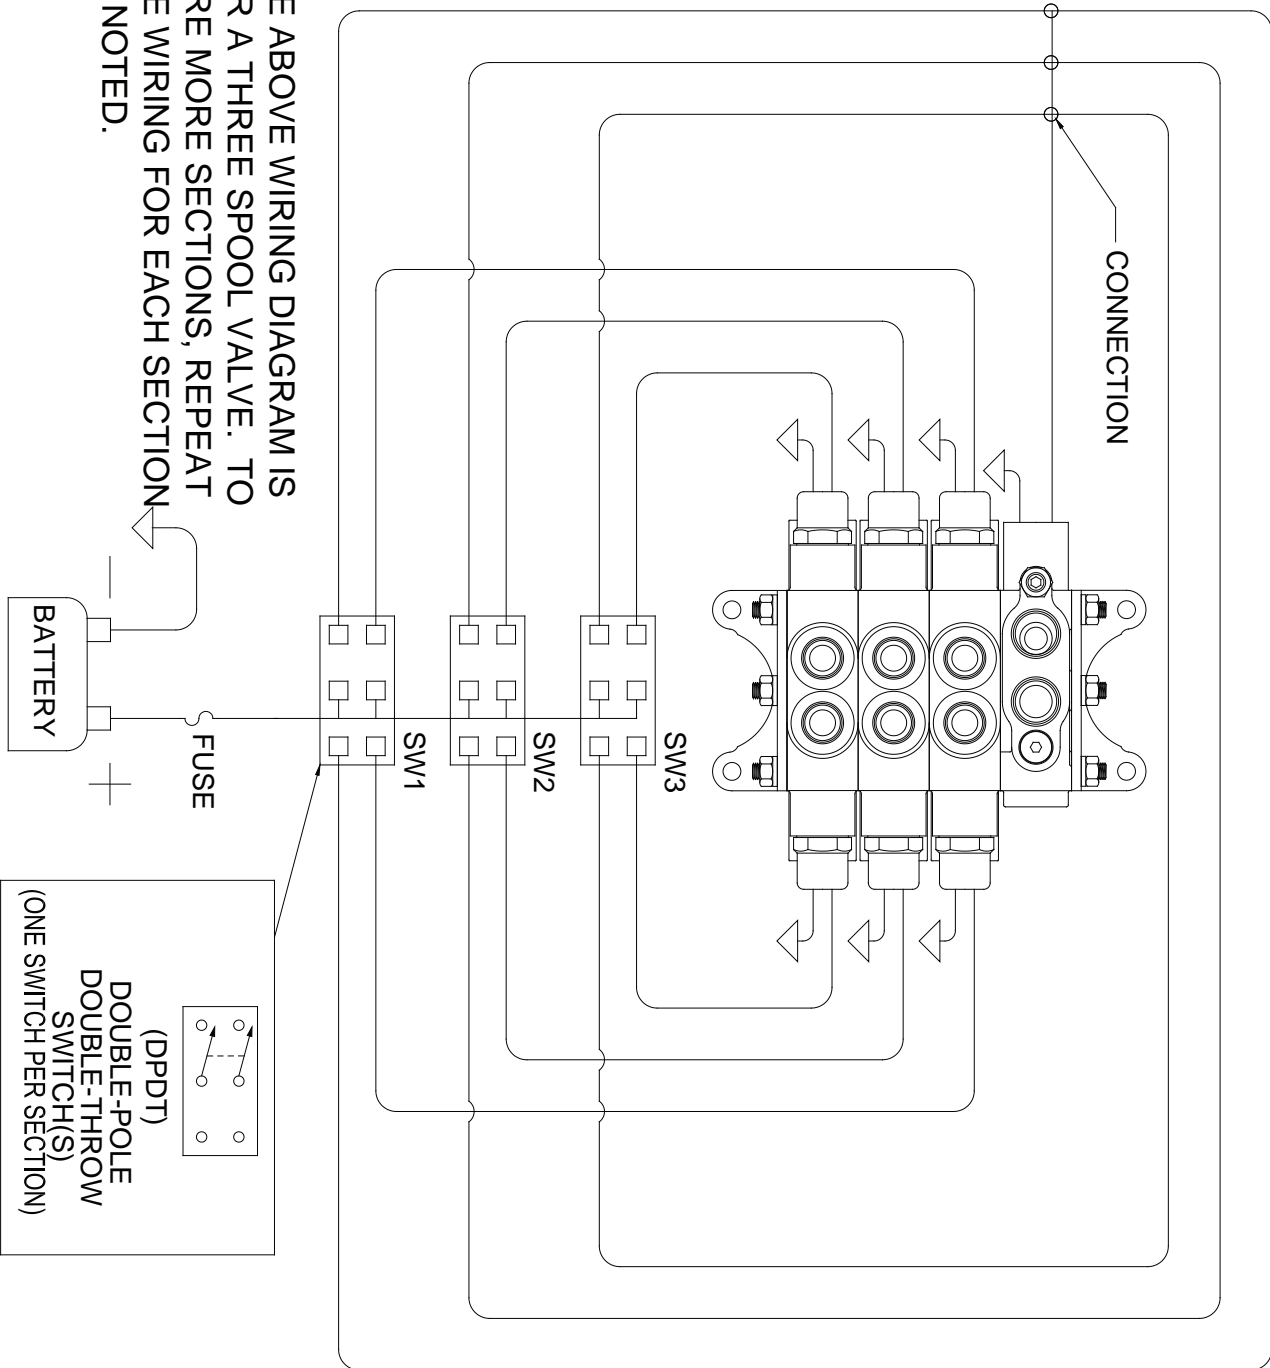 CONNECTION
SW3
SW2
SW1
FUSE
BATTERY
ABOVE WIRING DIAGRAM IS
A THREE SPOOL VALVE. TO
MORE SECTIONS, REPEAT
WIRING FOR EACH SECTION
NOTED.
(DPDT)
DOUBLE-POLE
DOUBLE-THROW
SWITCH(S)
(ONE SWITCH PER SECTION)